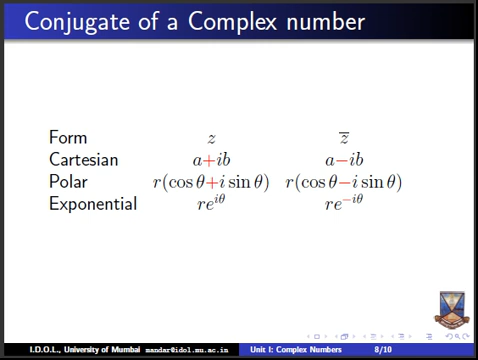 Conjugate of a Complex number
Form z z̅
Cartesian a+ib a−ib
Polar r(cos θ+i sin θ) r(cos θ−i sin θ)
Exponential re^{iθ} re^{−iθ}
I.D.O.L., University of Mumbai mandar@idol.mu.ac.in Unit I: Complex Numbers 8/10